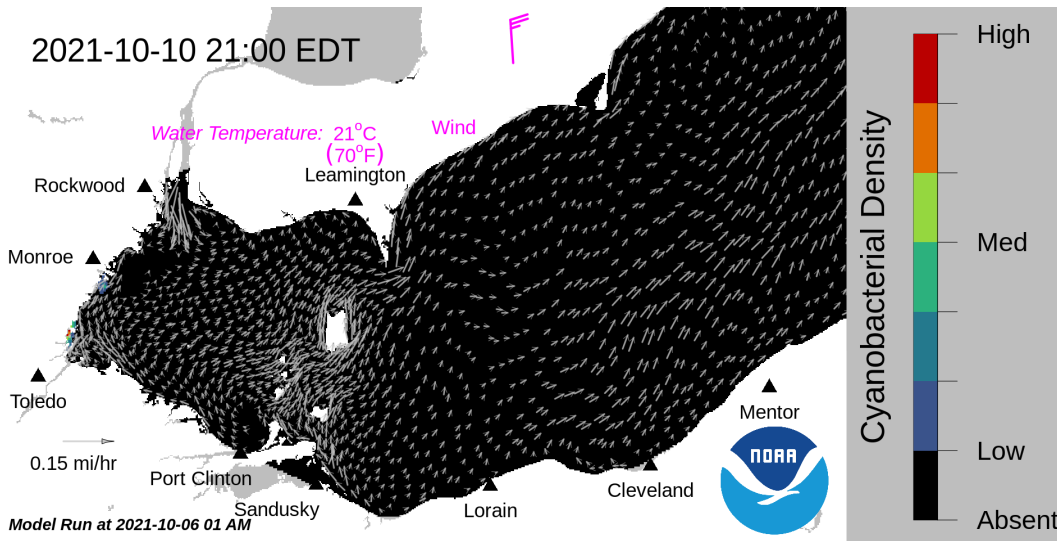 2021-10-10 21:00 EDT
Water Temperature: 21°C
(70°F)
Wind
Leamington
Rockwood
Monroe
Toledo
0.15 mi/hr
Port Clinton
Sandusky
Lorain
Cleveland
Mentor
NOAA
Model Run at 2021-10-06 01 AM
Cyanobacterial Density
High
Med
Low
Absent